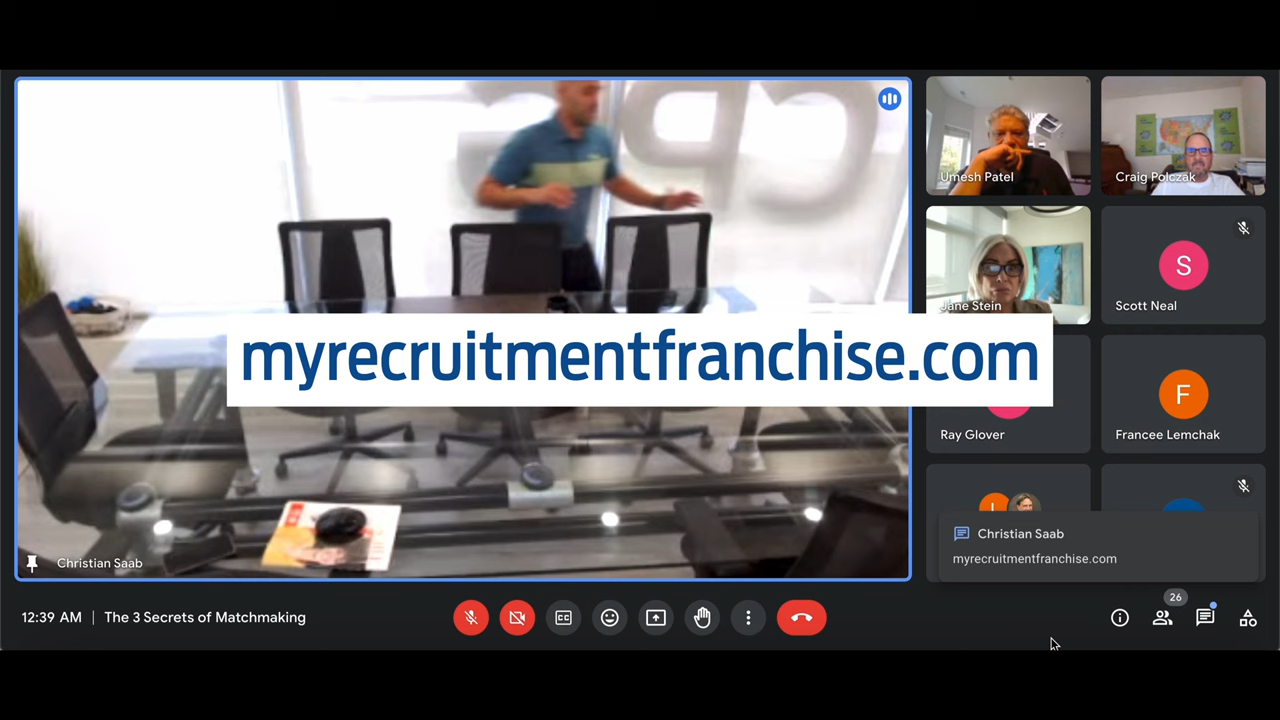 Umesh Patel
Craig Polczak
Jane Stein
S
Scott Neal
myrecruitmentfranchise.com
Ray Glover
F
Francee Lemchak
Christian Saab
myrecruitmentfranchise.com
Christian Saab
26
12:39 AM | The 3 Secrets of Matchmaking
CC